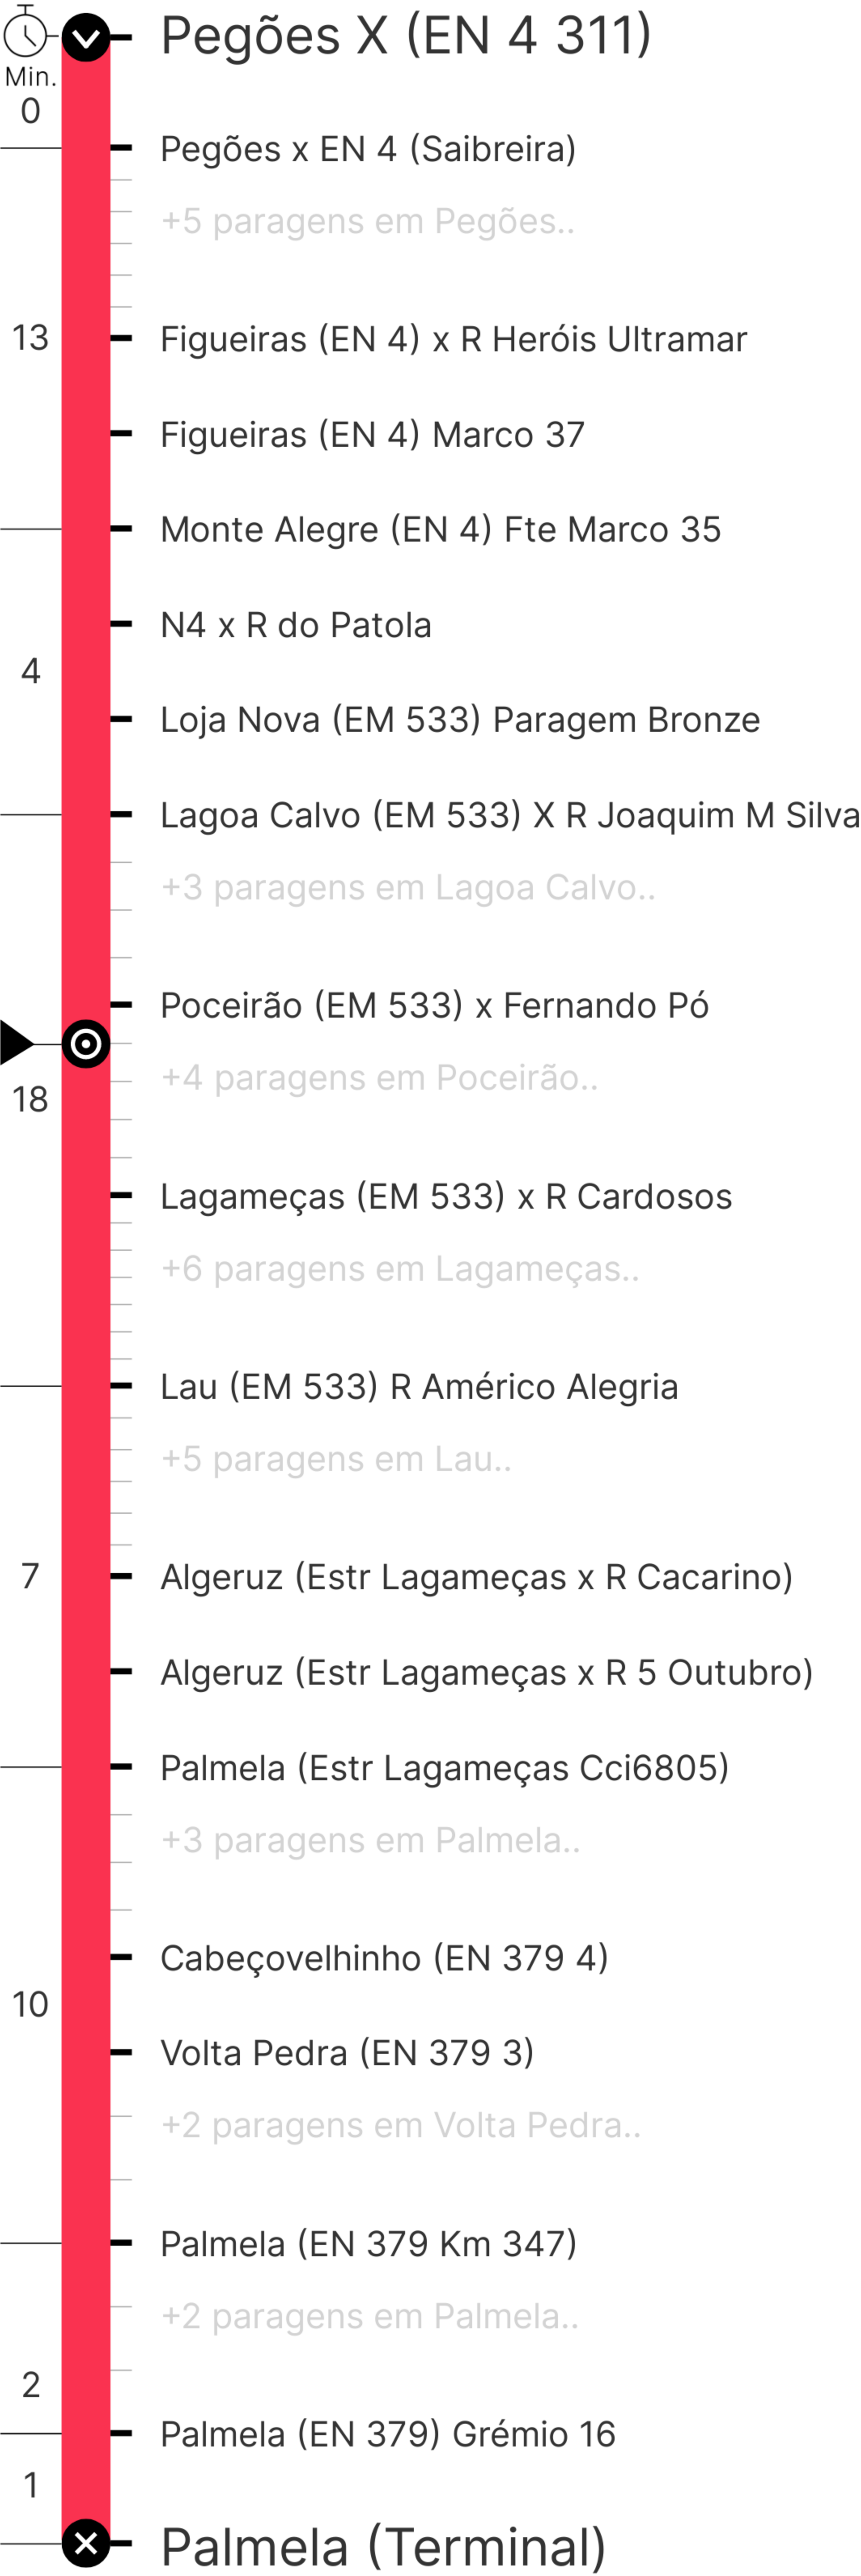 Pegões X (EN 4 311)
Min.
0
Pegões x EN 4 (Saibreira)
+5 paragens em Pegões..
13
Figueiras (EN 4) x R Heróis Ultramar
Figueiras (EN 4) Marco 37
Monte Alegre (EN 4) Fte Marco 35
N4 x R do Patola
4
Loja Nova (EM 533) Paragem Bronze
Lagoa Calvo (EM 533) X R Joaquim M Silva
+3 paragens em Lagoa Calvo..
Poceirão (EM 533) x Fernando Pó
+4 paragens em Poceirão..
18
Lagameças (EM 533) x R Cardosos
+6 paragens em Lagameças..
Lau (EM 533) R Américo Alegria
+5 paragens em Lau..
7
Algeruz (Estr Lagameças x R Cacarino)
Algeruz (Estr Lagameças x R 5 Outubro)
Palmela (Estr Lagameças Cci6805)
+3 paragens em Palmela..
Cabeçovelhinho (EN 379 4)
10
Volta Pedra (EN 379 3)
+2 paragens em Volta Pedra..
Palmela (EN 379 Km 347)
+2 paragens em Palmela..
2
Palmela (EN 379) Grémio 16
1
Palmela (Terminal)